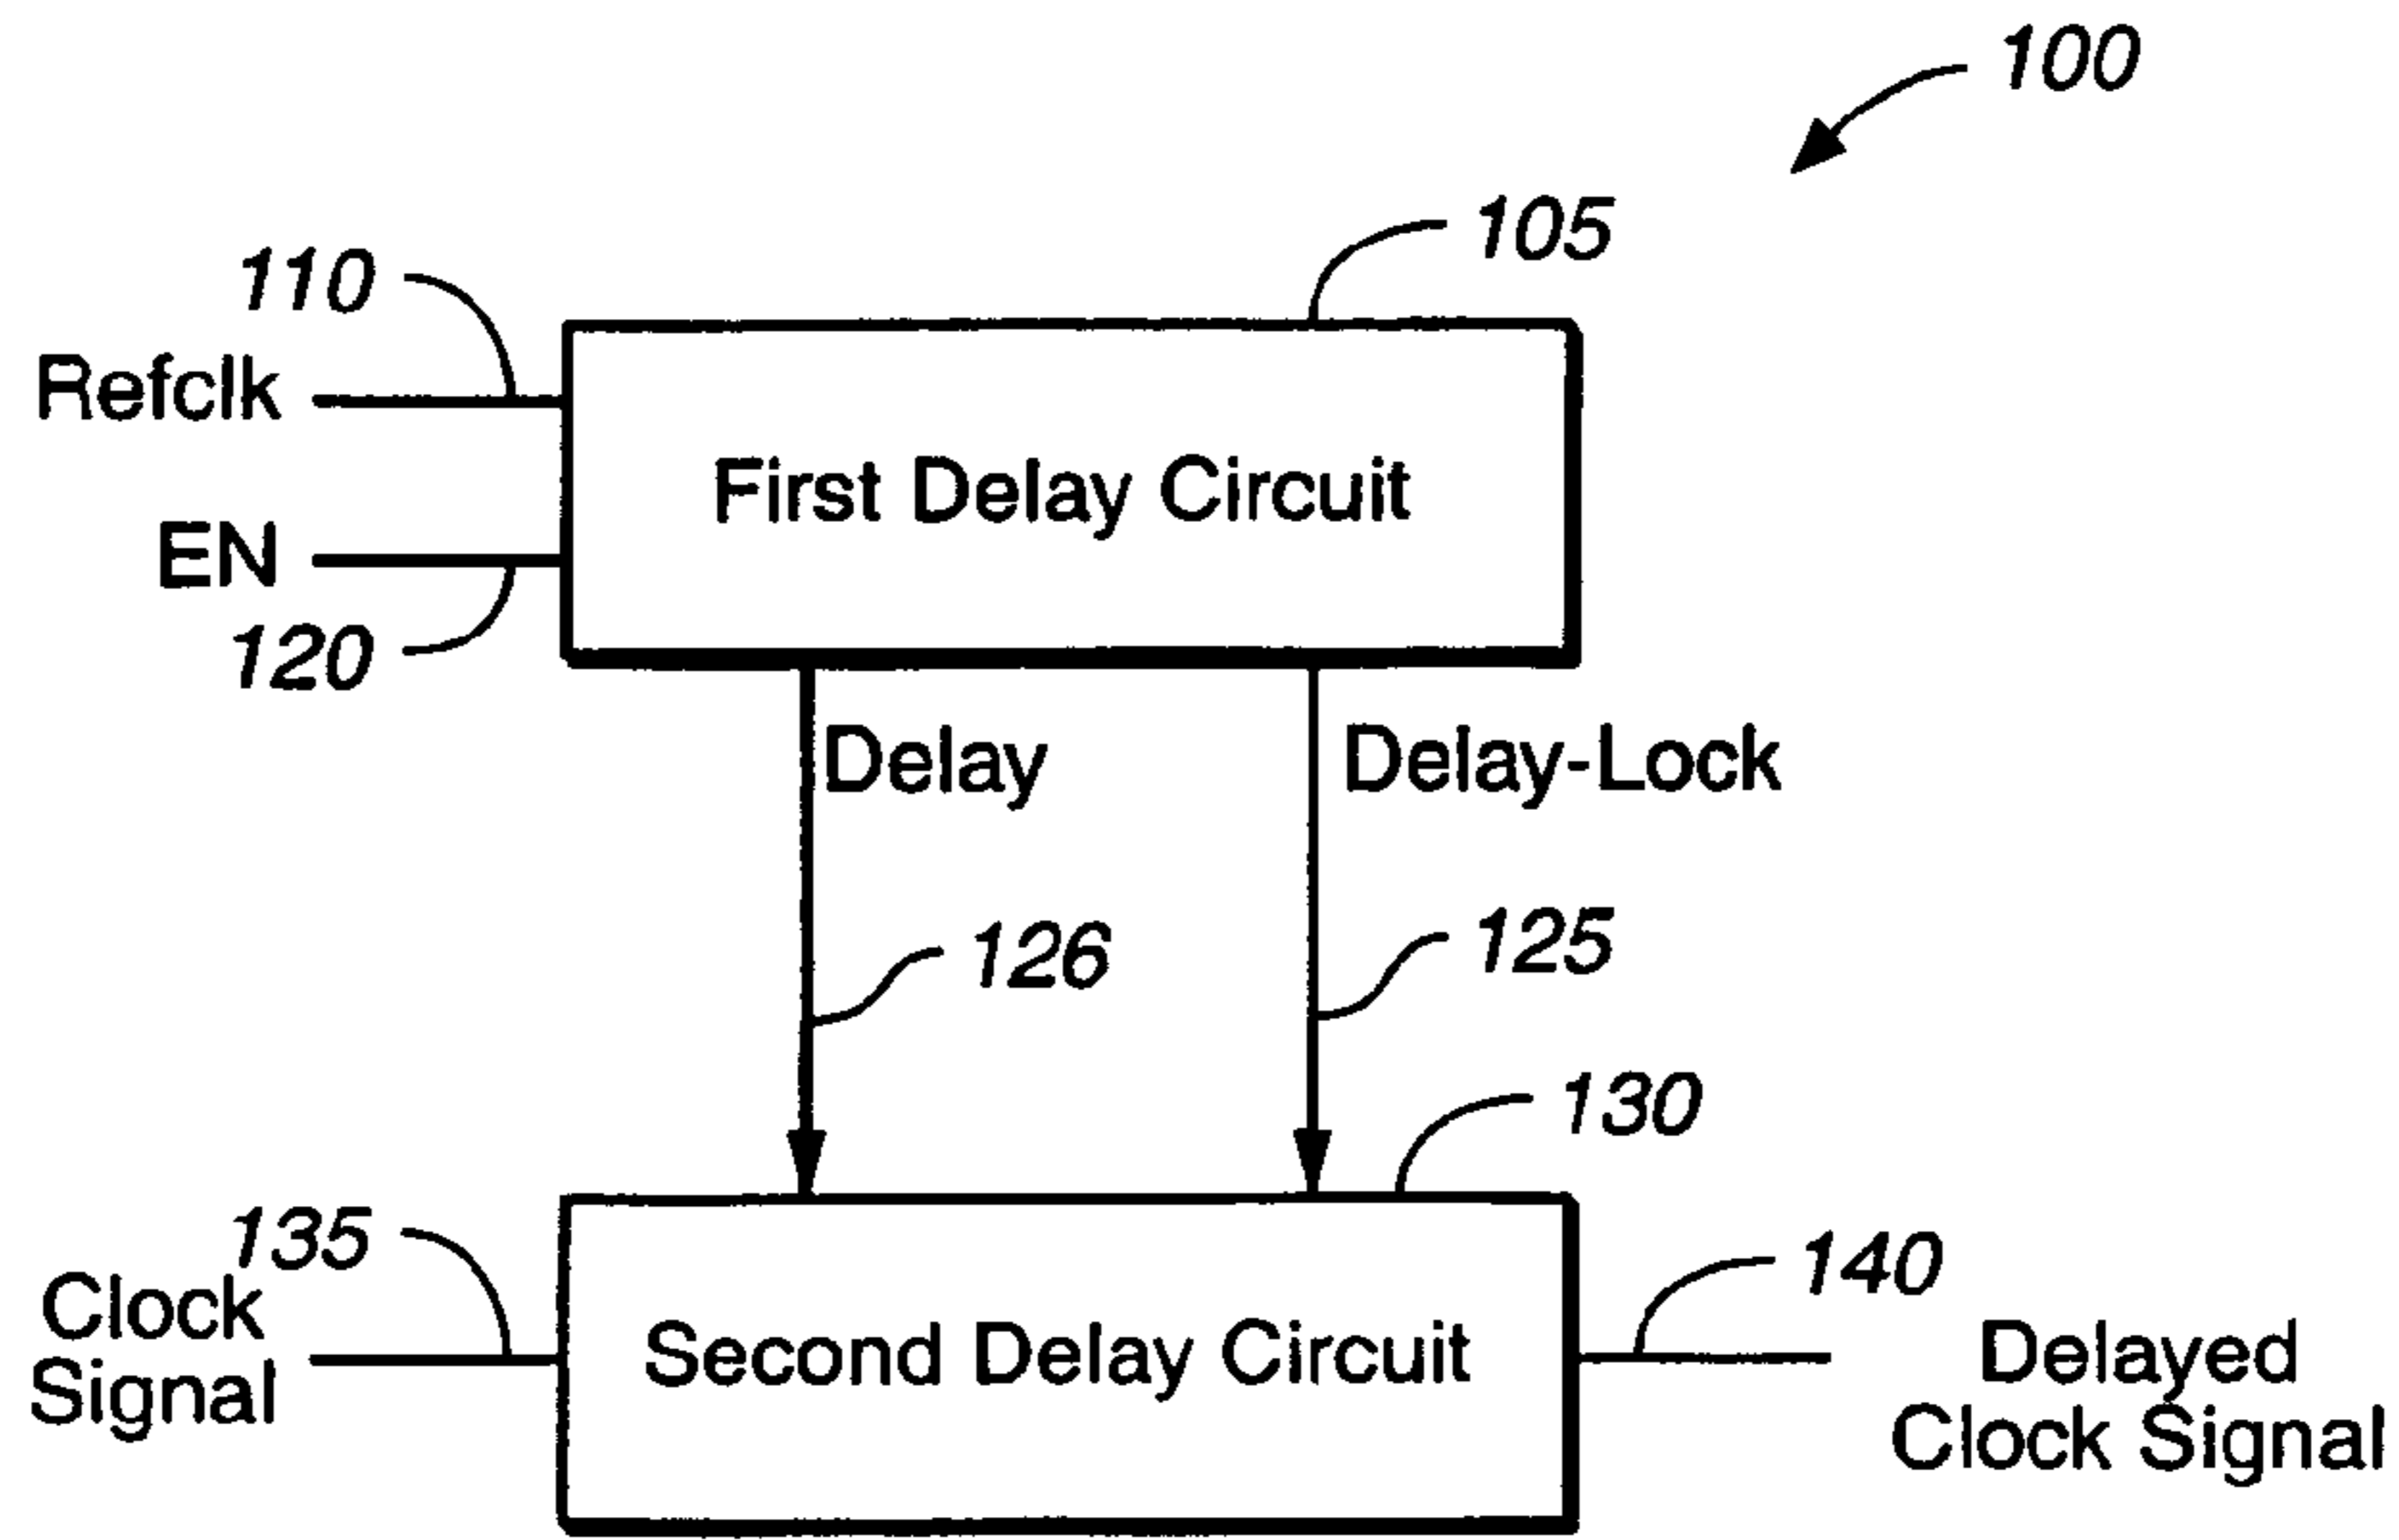 100
105
110
Refclk
First Delay Circuit
EN
120
Delay
Delay-Lock
126
125
130
135
Clock
Signal
Second Delay Circuit
140
Delayed
Clock Signal